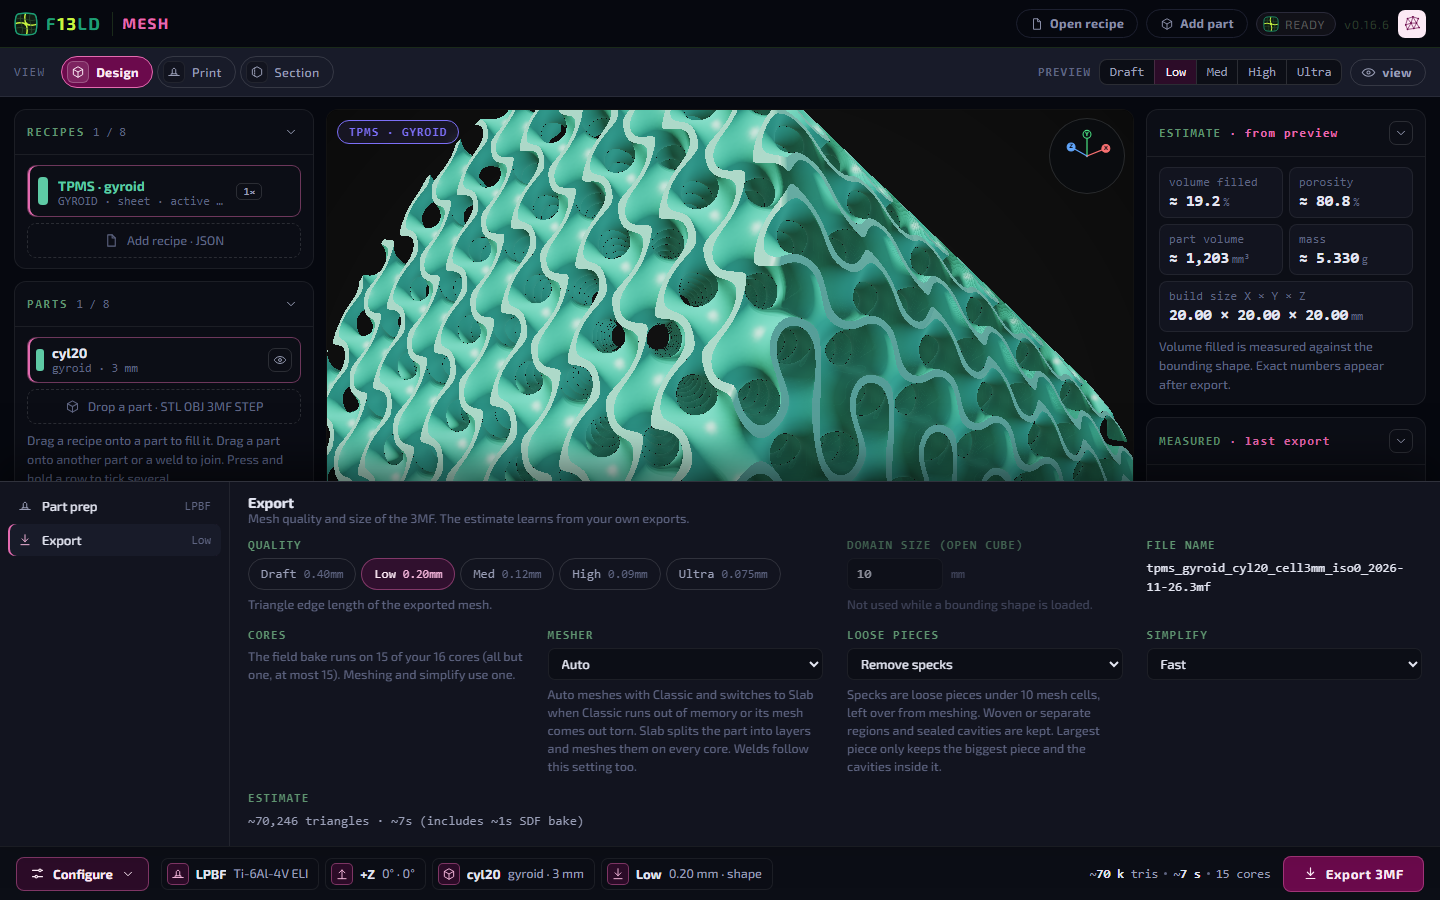 F13LD MESH
Open recipe
Add part
READY
v0.16.6
VIEW
Design
Print
Section
PREVIEW
Draft
Low
Med
High
Ultra
view
RECIPES 1 / 8
TPMS · gyroid
GYROID · sheet · active …
1×
Add recipe · JSON
PARTS 1 / 8
cyl20
gyroid · 3 mm
Drop a part · STL OBJ 3MF STEP
Drag a recipe onto a part to fill it. Drag a part
onto another part or a weld to join. Press and
hold a row to tick several.
TPMS · GYROID
Y
Z
X
ESTIMATE · from preview
volume filled
≈ 19.2 %
porosity
≈ 80.8 %
part volume
≈ 1,203 mm³
mass
≈ 5.330 g
build size X × Y × Z
20.00 × 20.00 × 20.00 mm
Volume filled is measured against the
bounding shape. Exact numbers appear
after export.
MEASURED · last export
Part prep
LPBF
Export
Low
Export
Mesh quality and size of the 3MF. The estimate learns from your own exports.
QUALITY
Draft 0.40mm
Low 0.20mm
Med 0.12mm
High 0.09mm
Ultra 0.075mm
Triangle edge length of the exported mesh.
DOMAIN SIZE (OPEN CUBE)
10
mm
Not used while a bounding shape is loaded.
FILE NAME
tpms_gyroid_cyl20_cell3mm_iso0_2026-
11-26.3mf
CORES
The field bake runs on 15 of your 16 cores (all but
one, at most 15). Meshing and simplify use one.
MESHER
Auto
Auto meshes with Classic and switches to Slab
when Classic runs out of memory or its mesh
comes out torn. Slab splits the part into layers
and meshes them on every core. Welds follow
this setting too.
LOOSE PIECES
Remove specks
Specks are loose pieces under 10 mesh cells,
left over from meshing. Woven or separate
regions and sealed cavities are kept. Largest
piece only keeps the biggest piece and the
cavities inside it.
SIMPLIFY
Fast
ESTIMATE
~70,246 triangles · ~7s (includes ~1s SDF bake)
Configure
LPBF Ti-6Al-4V ELI
+Z 0° · 0°
cyl20 gyroid · 3 mm
Low 0.20 mm · shape
~70 k tris · ~7 s · 15 cores
Export 3MF